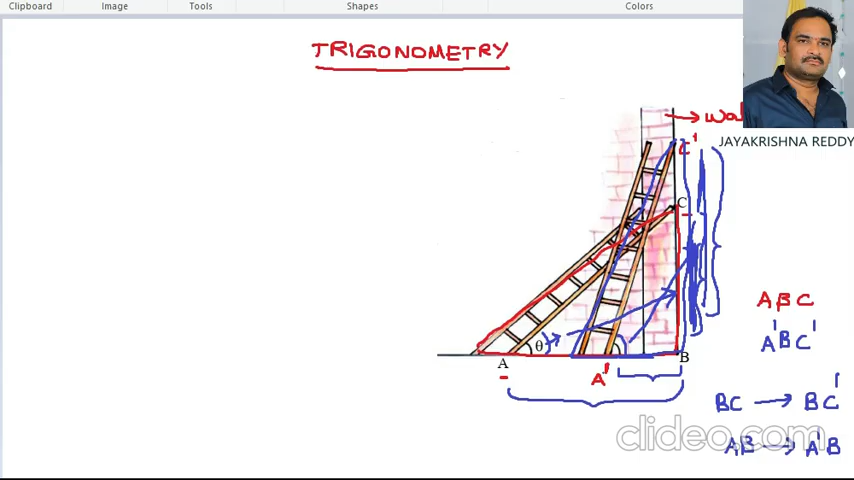 Clipboard
Image
Tools
Shapes
Colors
TRIGONOMETRY
JAYAKRISHNA REDDY
C'
C
θ
A
A'
B
ABC
A'BC'
BC → BC'
AB → A'B
clideo.com